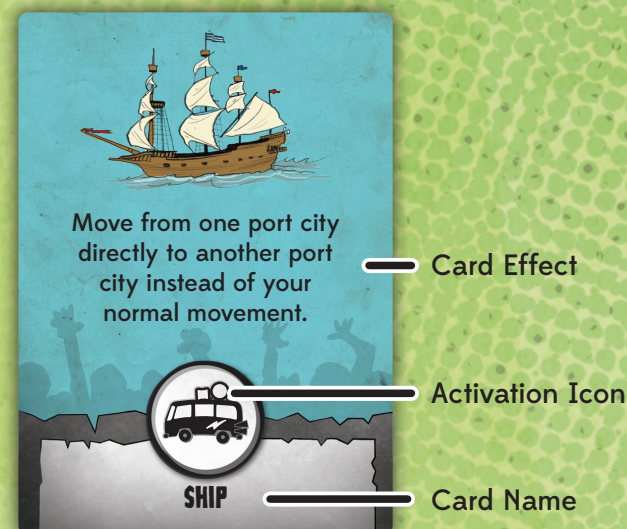 Move from one port city
directly to another port
city instead of your
normal movement.
Card Effect
Activation Icon
SHIP
Card Name